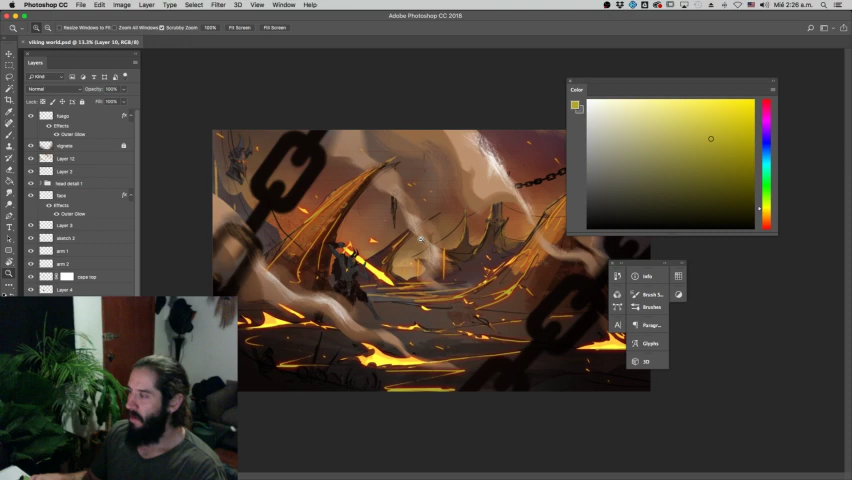 Photoshop CC File Edit Image Layer Type Select Filter 3D View Window Help
100% Mié 2:26 a.m.
Adobe Photoshop CC 2018
Resize Windows to Fit Zoom All Windows Scrubby Zoom 100% Fit Screen Fill Screen
viking world.psd @ 13.3% (Layer 10, RGB/8)
Layers
Kind
Normal Opacity: 100%
Lock: Fill: 100%
fuego fx
Effects
Outer Glow
vignete
Layer 12
Layer 2
head detail 1
face fx
Effects
Outer Glow
Layer 3
sketch 2
arm 1
arm 2
capa top
Layer 4
Color
Info
Brush S...
Brushes
Paragr...
Glyphs
3D